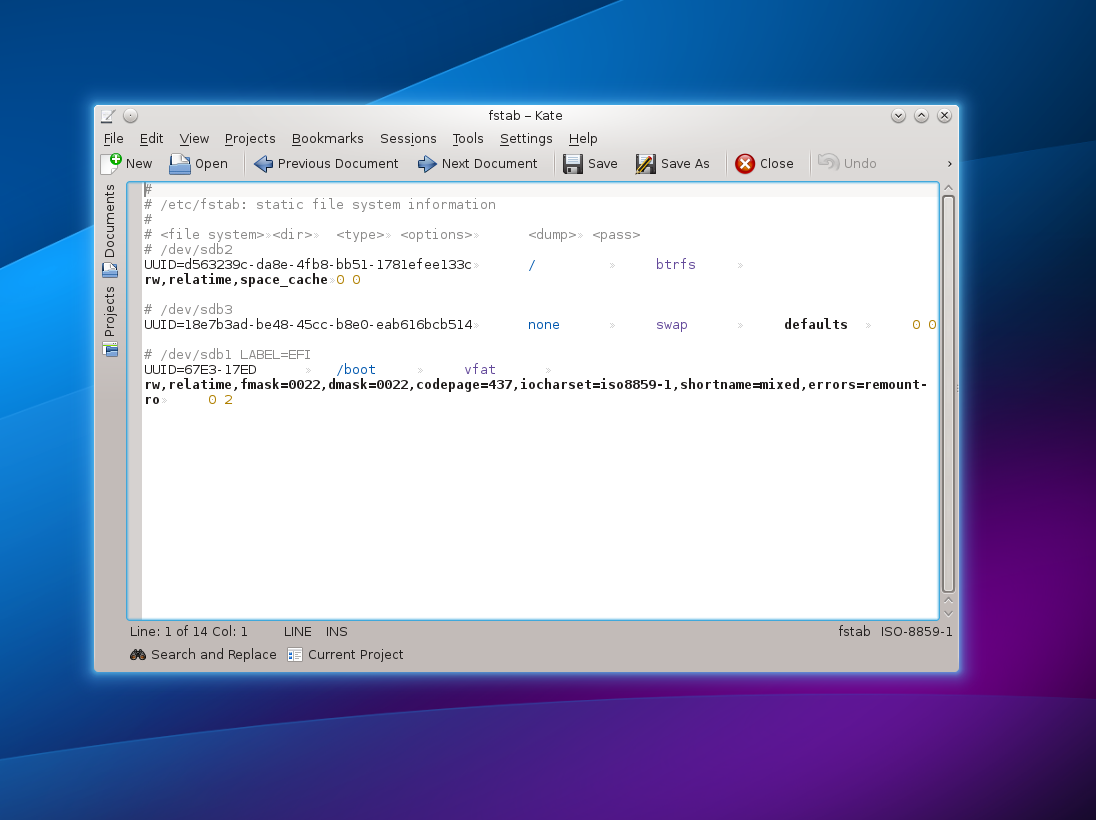 fstab – Kate
File Edit View Projects Bookmarks Sessions Tools Settings Help
New Open Previous Document Next Document Save Save As Close Undo
Documents
Projects
#
# /etc/fstab: static file system information
#
# <file system> <dir> <type> <options> <dump> <pass>
# /dev/sdb2
UUID=d563239c-da8e-4fb8-bb51-1781efee133c / btrfs
rw,relatime,space_cache 0 0
# /dev/sdb3
UUID=18e7b3ad-be48-45cc-b8e0-eab616bcb514 none swap defaults 0 0
# /dev/sdb1 LABEL=EFI
UUID=67E3-17ED /boot vfat
rw,relatime,fmask=0022,dmask=0022,codepage=437,iocharset=iso8859-1,shortname=mixed,errors=remount-
ro 0 2
Line: 1 of 14 Col: 1 LINE INS fstab ISO-8859-1
Search and Replace Current Project